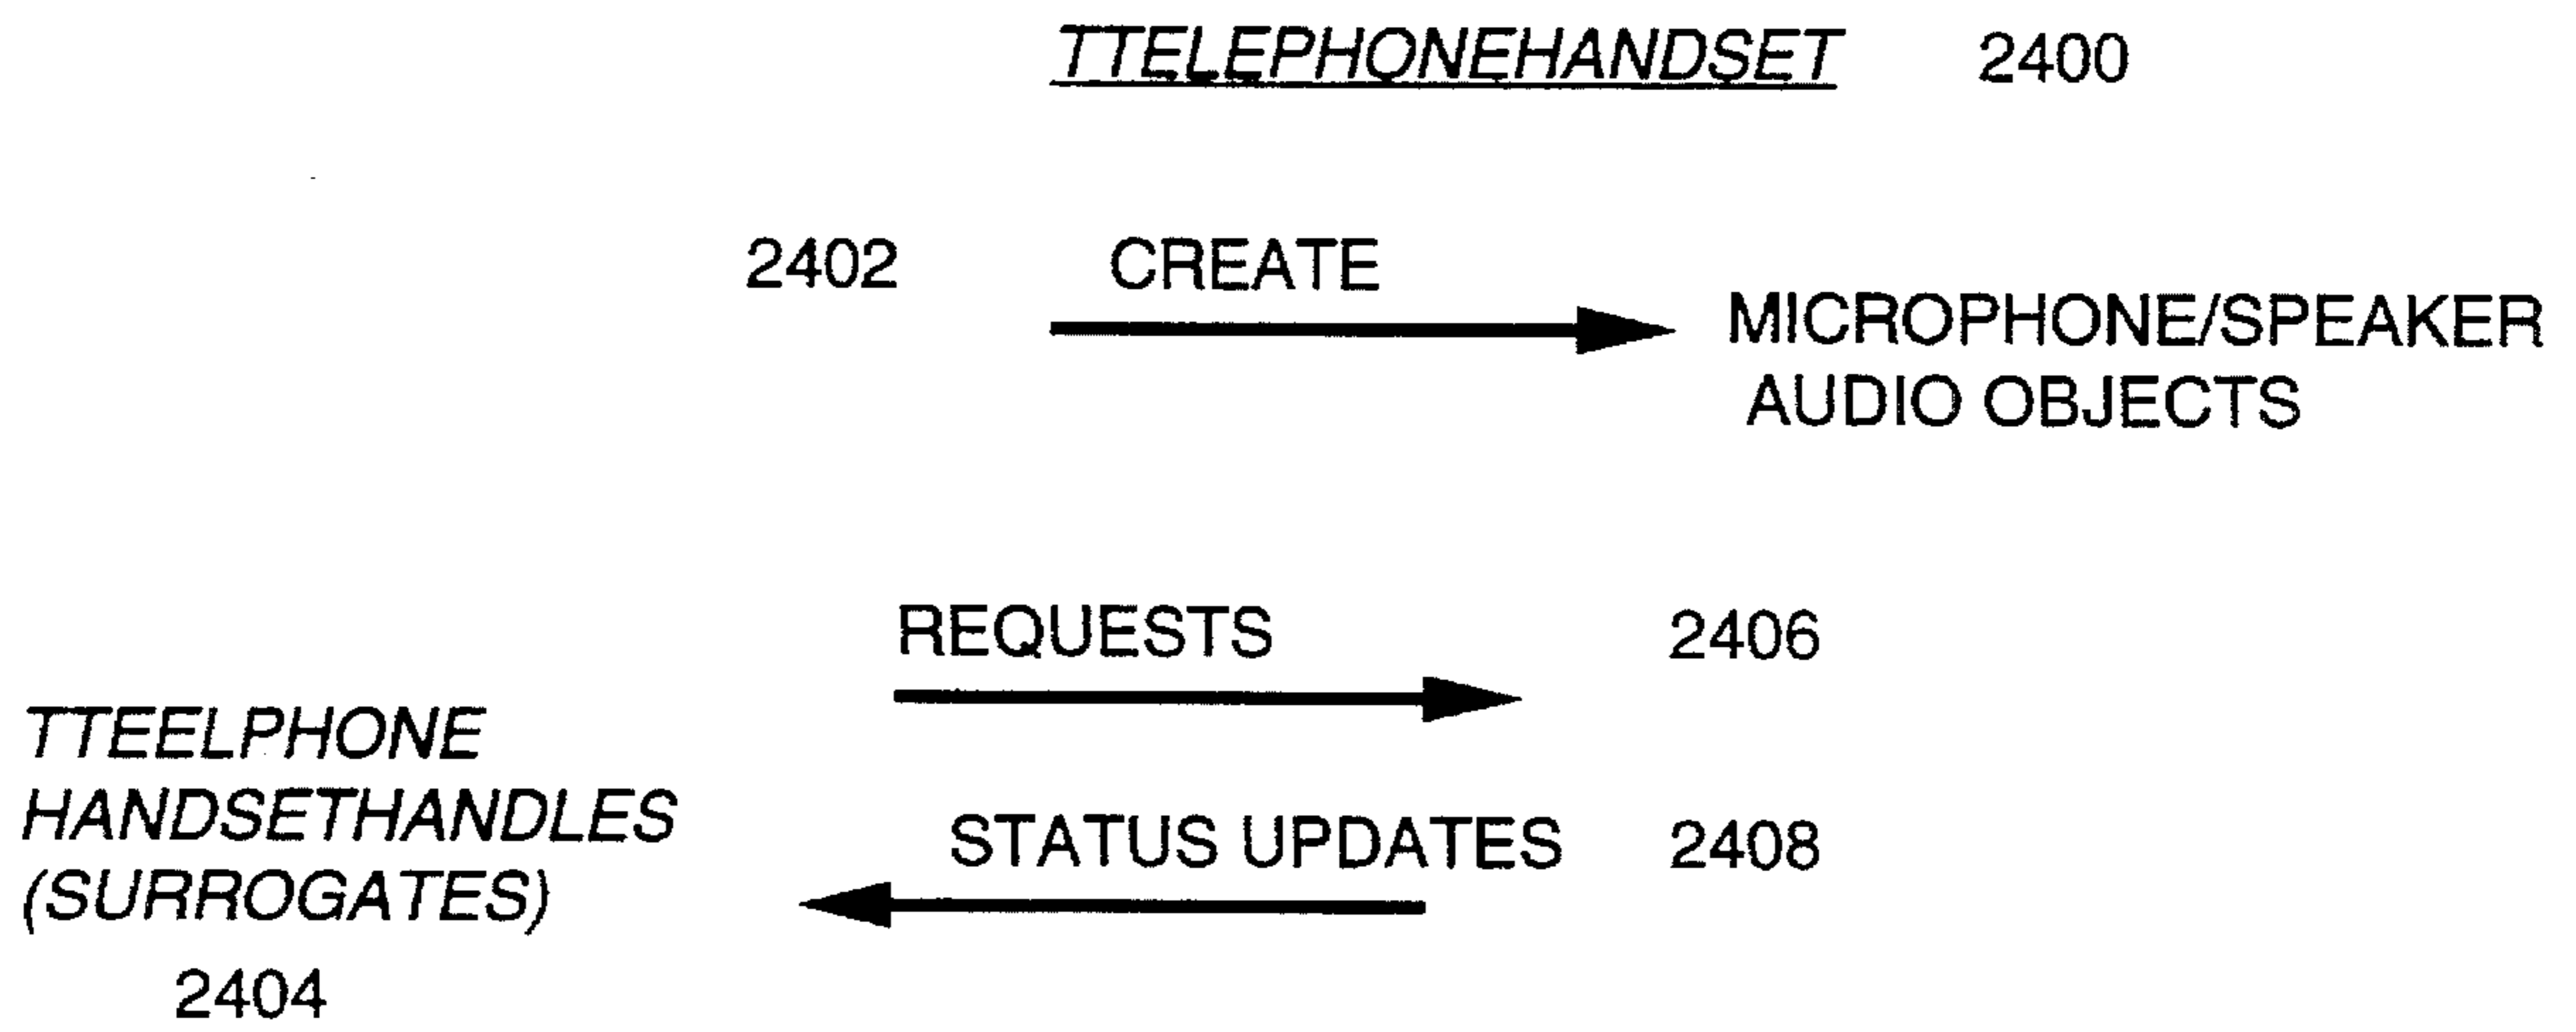 TTELEPHONEHANDSET 2400
2402 CREATE
MICROPHONE/SPEAKER
AUDIO OBJECTS
REQUESTS 2406
TTEELPHONE
HANDSETHANDLES
(SURROGATES)
2404
STATUS UPDATES 2408